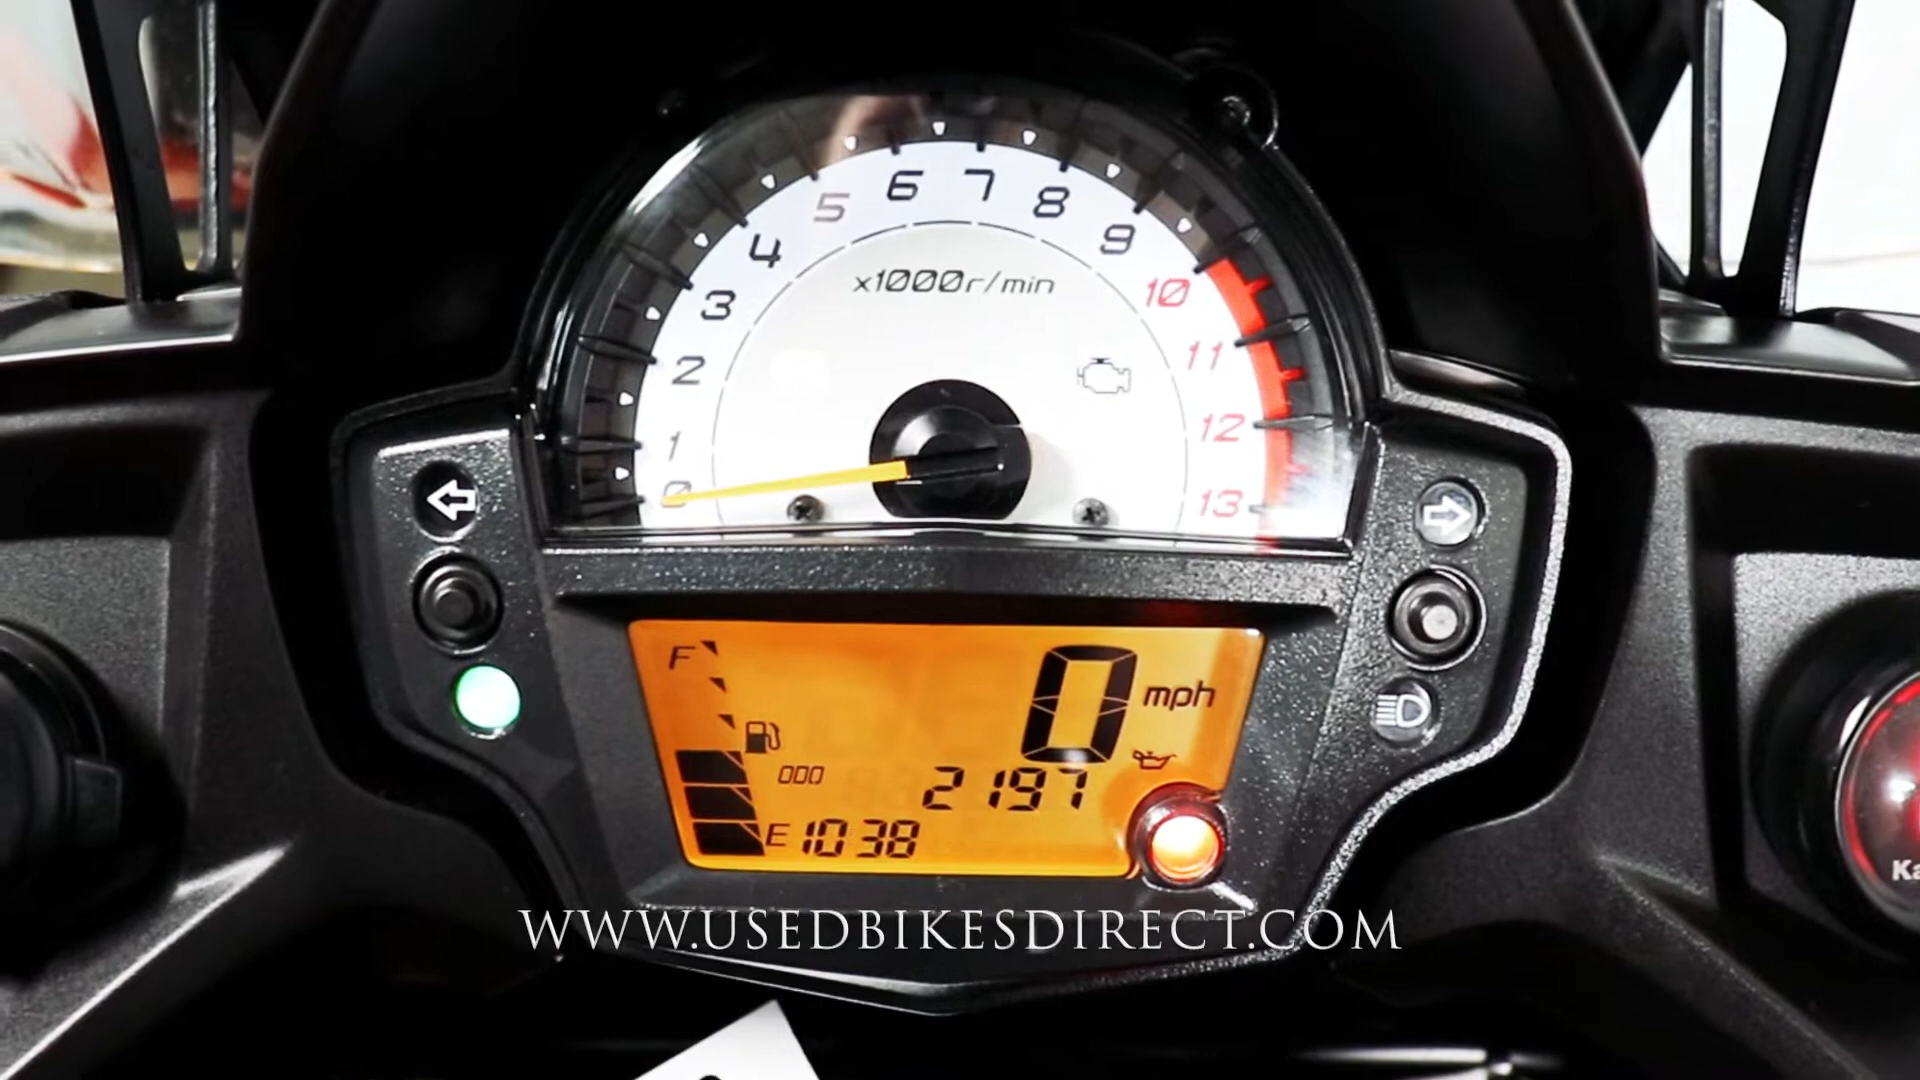 0 1 2 3 4 5 6 7 8 9 10 11 12 13
x1000r/min
F
0 mph
ODO 2197
E 1038
WWW.USEDBIKESDIRECT.COM